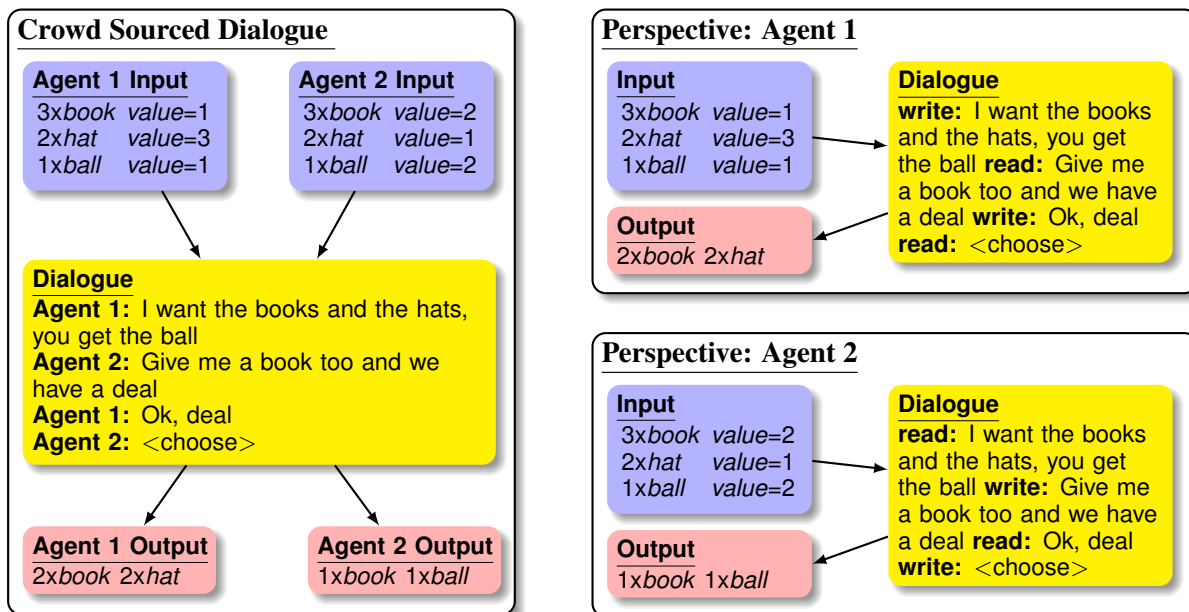 Crowd Sourced Dialogue
Agent 1 Input
3xbook value=1
2xhat value=3
1xball value=1
Agent 2 Input
3xbook value=2
2xhat value=1
1xball value=2
Dialogue
Agent 1: I want the books and the hats,
you get the ball
Agent 2: Give me a book too and we
have a deal
Agent 1: Ok, deal
Agent 2: <choose>
Agent 1 Output
2xbook 2xhat
Agent 2 Output
1xbook 1xball
Perspective: Agent 1
Input
3xbook value=1
2xhat value=3
1xball value=1
Output
2xbook 2xhat
Dialogue
write: I want the books
and the hats, you get
the ball read: Give me
a book too and we have
a deal write: Ok, deal
read: <choose>
Perspective: Agent 2
Input
3xbook value=2
2xhat value=1
1xball value=2
Output
1xbook 1xball
Dialogue
read: I want the books
and the hats, you get
the ball write: Give me
a book too and we have
a deal read: Ok, deal
write: <choose>